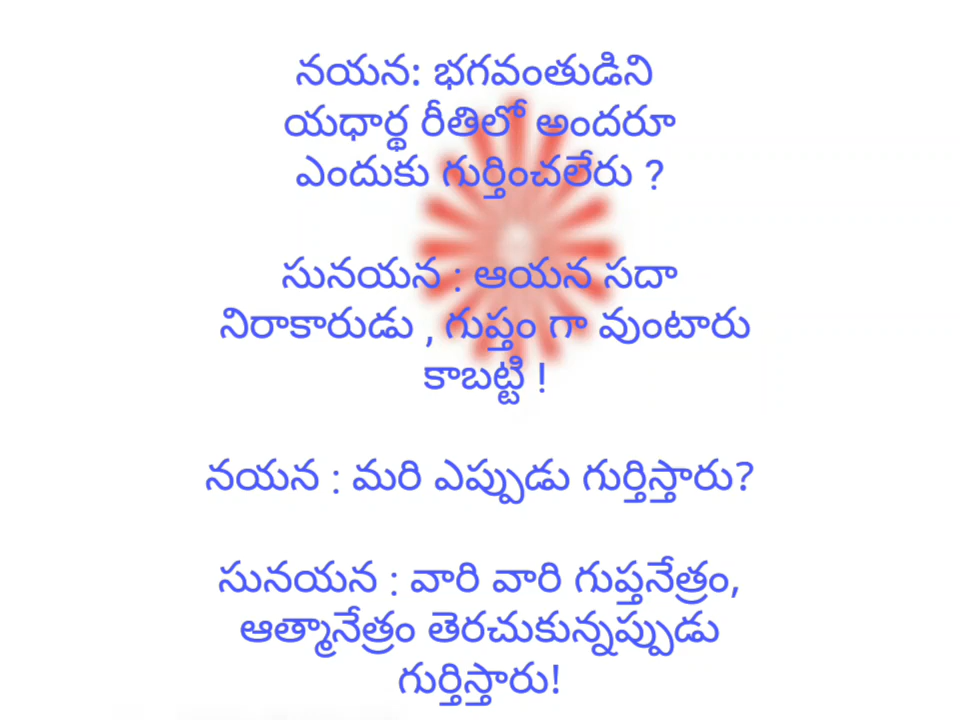 నయన: భగవంతుడిని
యధార్థ రీతిలో అందరూ
ఎందుకు గుర్తించలేరు ?
సునయన : ఆయన సదా
నిరాకారుడు , గుప్తం గా వుంటారు
కాబట్టి !
నయన : మరి ఎప్పుడు గుర్తిస్తారు?
సునయన : వారి వారి గుప్తనేత్రం,
ఆత్మానేత్రం తెరచుకున్నప్పుడు
గుర్తిస్తారు!